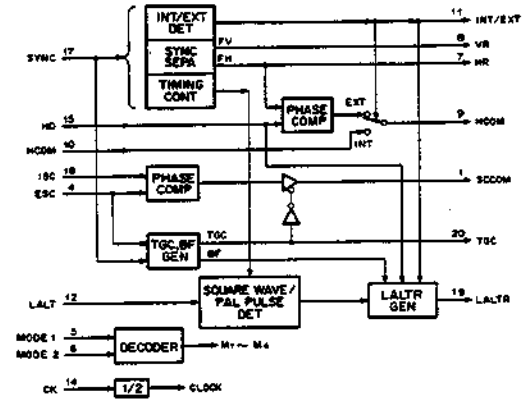 INT/EXT DET
11 INT/EXT
SYNC 17
SYNC SEPA
FV
8 VR
FH
7 HR
TIMING CONT
HD 15
PHASE COMP
EXT
9 HCOM
HCOM 10
INT
ISC 18
ESC 4
PHASE COMP
1 SCCOM
TGC, BF GEN
TGC
20 TGC
BF
LALT 12
SQUARE WAVE/ PAL PULSE DET
LALTR GEN
19 LALTR
MODE 1 5
MODE 2 6
DECODER
CK 14
1/2
CLOCK